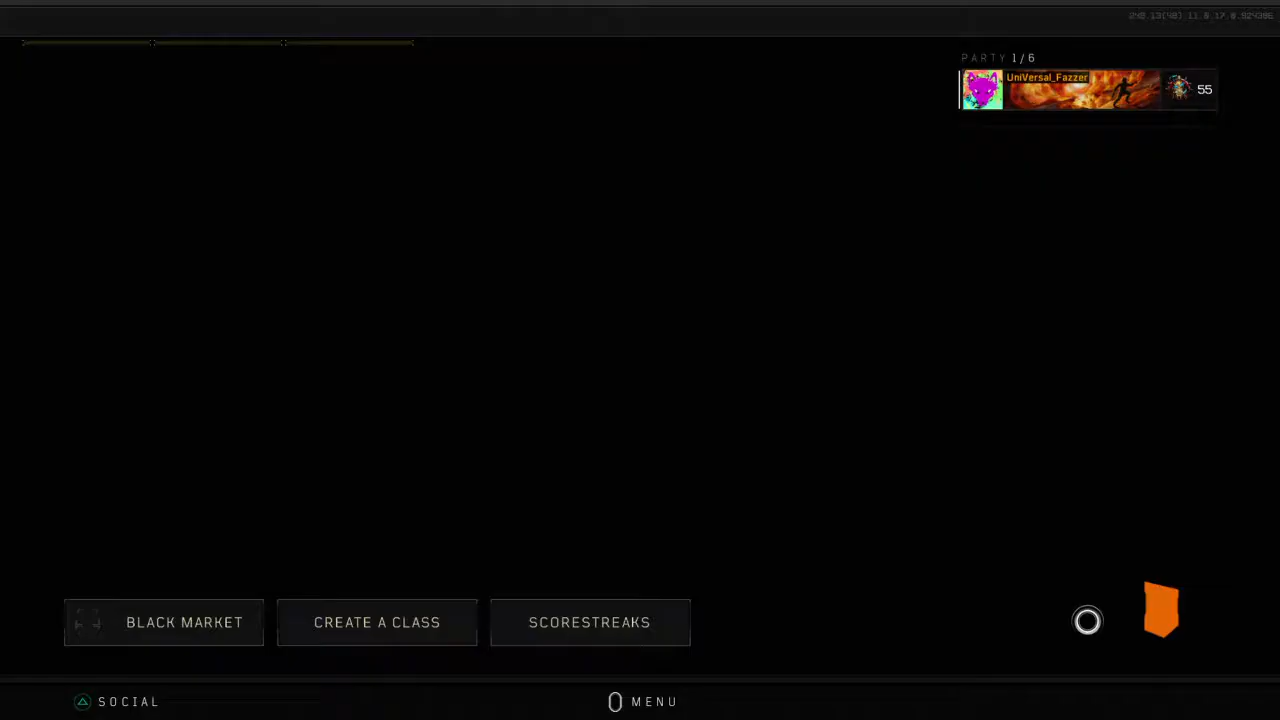 PARTY 1/6
UniVersal_Fazzer
55
BLACK MARKET
CREATE A CLASS
SCORESTREAKS
SOCIAL
MENU